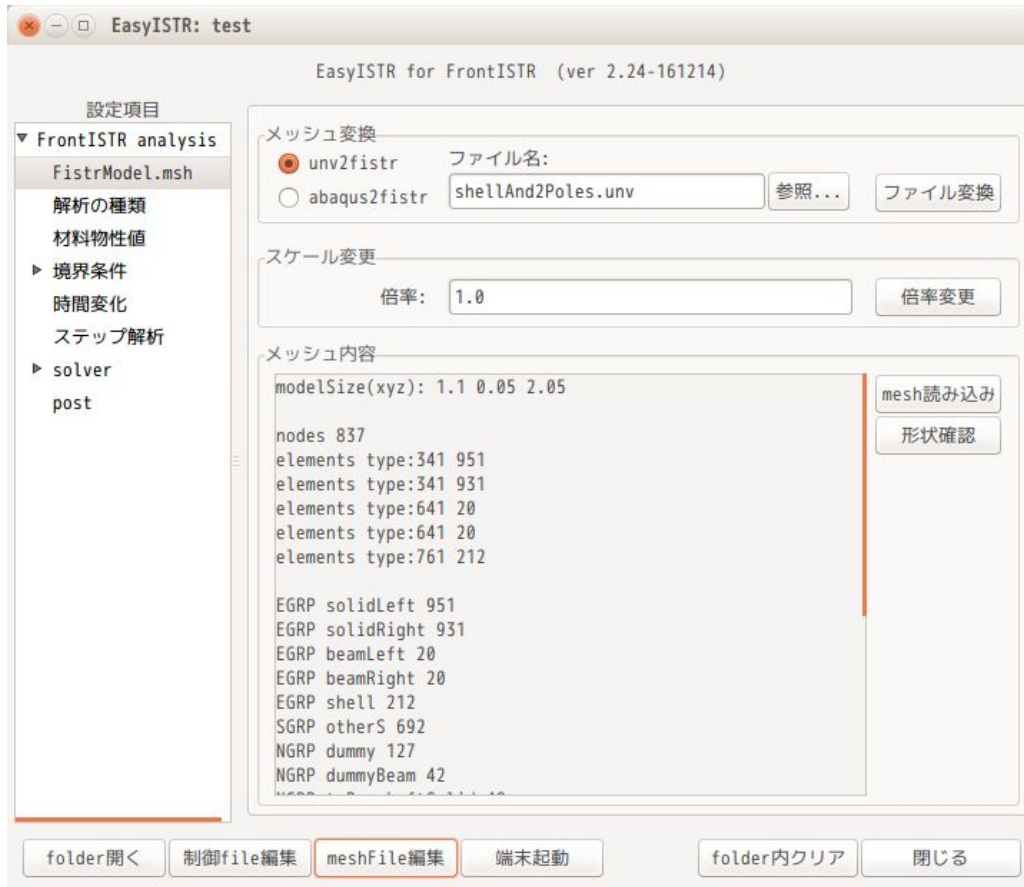 EasyISTR: test
EasyISTR for FrontISTR (ver 2.24-161214)
設定項目
FrontISTR analysis
FistrModel.msh
解析の種類
材料物性値
境界条件
時間変化
ステップ解析
solver
post
メッシュ変換
unv2fistr
abaqus2fistr
ファイル名:
shellAnd2Poles.unv
参照...
ファイル変換
スケール変更
倍率:
1.0
倍率変更
メッシュ内容
modelSize(xyz): 1.1 0.05 2.05
nodes 837
elements type:341 951
elements type:341 931
elements type:641 20
elements type:641 20
elements type:761 212
EGRP solidLeft 951
EGRP solidRight 931
EGRP beamLeft 20
EGRP beamRight 20
EGRP shell 212
SGRP otherS 692
NGRP dummy 127
NGRP dummyBeam 42
mesh読み込み
形状確認
folder開く
制御file編集
meshFile編集
端末起動
folder内クリア
閉じる